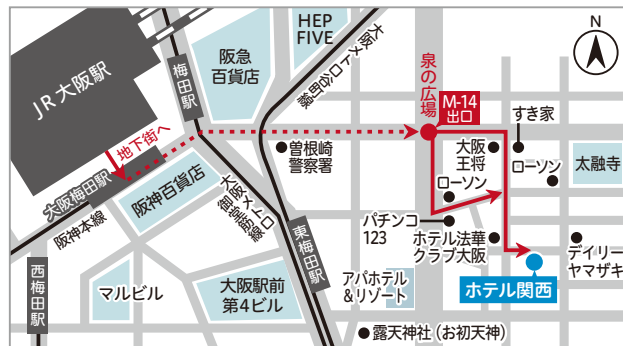 JR大阪駅
地下街へ
梅田駅
阪急
百貨店
HEP
FIVE
大阪メトロ谷町線
泉の広場
M-14
出口
すき家
N
曽根崎
警察署
大阪
王将
ローソン
ローソン
太融寺
大阪梅田駅
阪神百貨店
阪神本線
大阪メトロ
御堂筋線
東梅田駅
パチンコ
123
ホテル法華
クラブ大阪
デイリー
ヤマザキ
西梅田駅
マルビル
大阪駅前
第4ビル
アパホテル
&リゾート
ホテル関西
露天神社（お初天神）